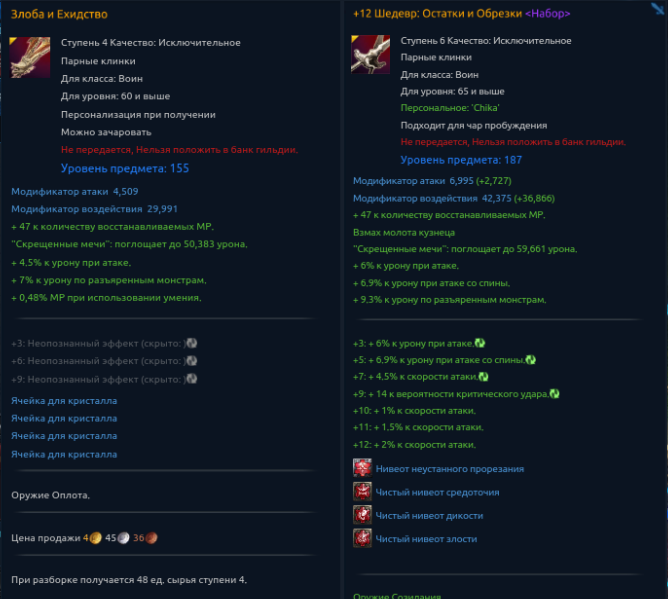 Злоба и Ехидство
Ступень 4 Качество: Исключительное
Парные клинки
Для класса: Воин
Для уровня: 60 и выше
Персонализация при получении
Можно зачаровать
Не передается, Нельзя положить в банк гильдии.
Уровень предмета: 155
Модификатор атаки 4,509
Модификатор воздействия 29,991
+ 47 к количеству восстанавливаемых MP.
"Скрещенные мечи": поглощает до 50,383 урона.
+ 4.5% к урону при атаке.
+ 7% к урону по разъяренным монстрам.
+ 0,48% MP при использовании умения.
+3: Неопознанный эффект (скрыто: )
+6: Неопознанный эффект (скрыто: )
+9: Неопознанный эффект (скрыто: )
Ячейка для кристалла
Ячейка для кристалла
Ячейка для кристалла
Ячейка для кристалла
Оружие Оплота.
Цена продажи 4 45 36
При разборке получается 48 ед. сырья ступени 4.
+12 Шедевр: Остатки и Обрезки <Набор>
Ступень 6 Качество: Исключительное
Парные клинки
Для класса: Воин
Для уровня: 65 и выше
Персональное: 'Chika'
Подходит для чар пробуждения
Не передается, Нельзя положить в банк гильдии.
Уровень предмета: 187
Модификатор атаки 6,995 (+2,727)
Модификатор воздействия 42,375 (+36,866)
+ 47 к количеству восстанавливаемых MP.
Взмах молота кузнеца
"Скрещенные мечи": поглощает до 59,661 урона.
+ 6% к урону при атаке.
+ 6.9% к урону при атаке со спины.
+ 9.3% к урону по разъяренным монстрам.
+3: + 6% к урону при атаке.
+5: + 6.9% к урону при атаке со спины.
+7: + 4.5% к скорости атаки.
+9: + 14 к вероятности критического удара.
+10: + 1% к скорости атаки.
+11: + 1.5% к скорости атаки.
+12: + 2% к скорости атаки.
Нивеот неустанного прорезания
Чистый нивеот средоточия
Чистый нивеот дикости
Чистый нивеот злости
Оружие Созидания.